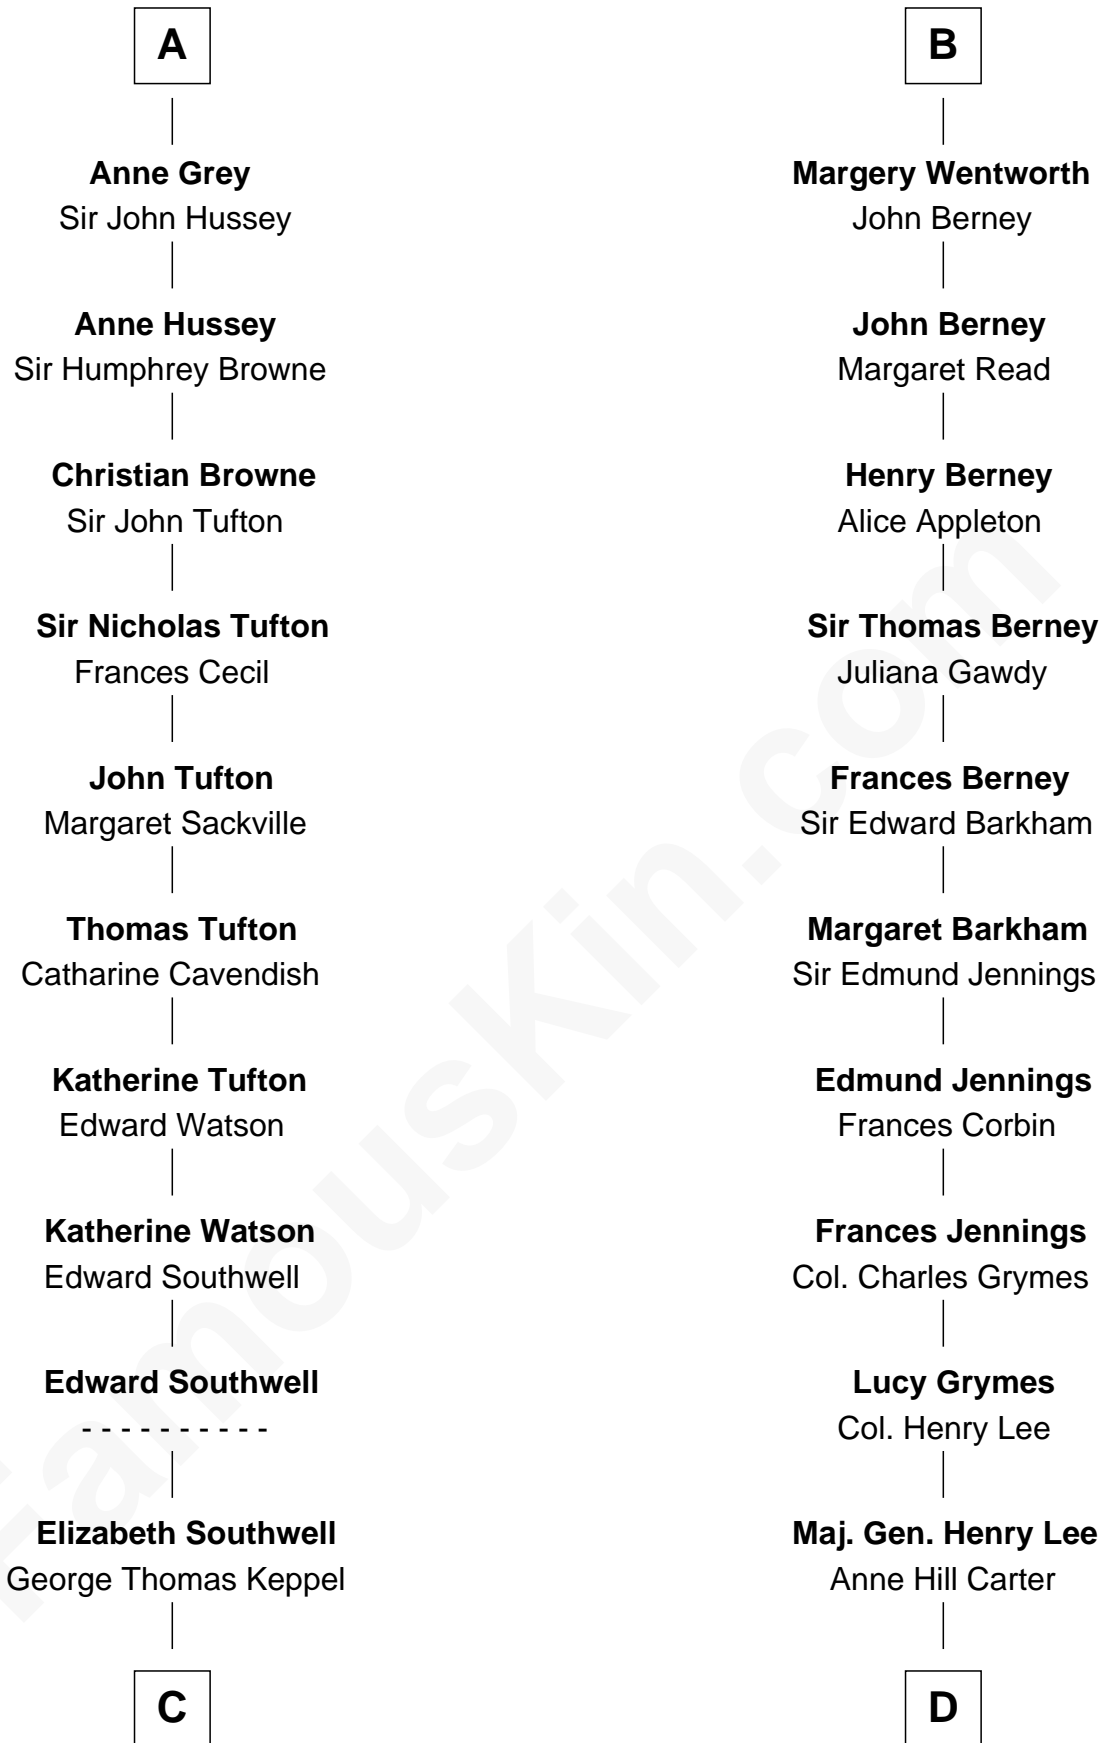 A
Anne Grey
Sir John Hussey
Anne Hussey
Sir Humphrey Browne
Christian Browne
Sir John Tufton
Sir Nicholas Tufton
Frances Cecil
John Tufton
Margaret Sackville
Thomas Tufton
Catharine Cavendish
Katherine Tufton
Edward Watson
Katherine Watson
Edward Southwell
Edward Southwell
- - - - - - - - - -
Elizabeth Southwell
George Thomas Keppel
C
B
Margery Wentworth
John Berney
John Berney
Margaret Read
Henry Berney
Alice Appleton
Sir Thomas Berney
Juliana Gawdy
Frances Berney
Sir Edward Barkham
Margaret Barkham
Sir Edmund Jennings
Edmund Jennings
Frances Corbin
Frances Jennings
Col. Charles Grymes
Lucy Grymes
Col. Henry Lee
Maj. Gen. Henry Lee
Anne Hill Carter
D
FamousKin.com